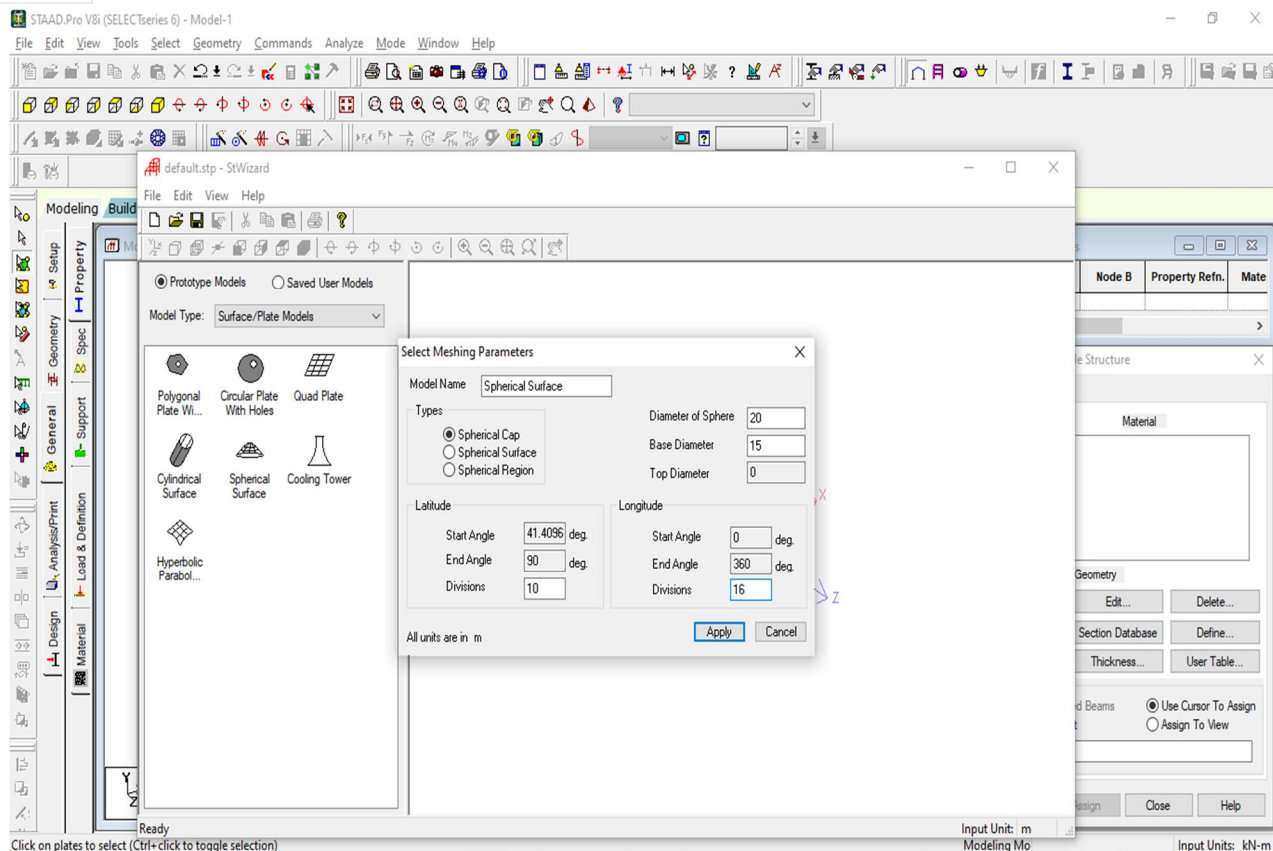 STAAD.Pro V8i (SELECTseries 6) - Model-1
File Edit View Tools Select Geometry Commands Analyze Mode Window Help
default.stp - StWizard
File Edit View Help
Modeling Build
Setup
Geometry
General
Analysis/Print
Design
Property
Spec
Support
Load & Definition
Material
Prototype Models Saved User Models
Model Type: Surface/Plate Models
Polygonal Plate Wi...
Circular Plate With Holes
Quad Plate
Cylindrical Surface
Spherical Surface
Cooling Tower
Hyperbolic Parabol...
Select Meshing Parameters
Model Name Spherical Surface
Types
Spherical Cap
Spherical Surface
Spherical Region
Diameter of Sphere 20
Base Diameter 15
Top Diameter 0
Latitude
Start Angle 41.4096 deg.
End Angle 90 deg.
Divisions 10
Longitude
Start Angle 0 deg.
End Angle 360 deg.
Divisions 16
All units are in m
Apply Cancel
X
Z
Y
Z
Node B Property Refn. Mate
le Structure
Material
Geometry
Edit... Delete...
Section Database Define...
Thickness... User Table...
d Beams Use Cursor To Assign
t Assign To View
Assign Close Help
Ready Input Unit: m
Click on plates to select (Ctrl+click to toggle selection) Modeling Mo Input Units: kN-m